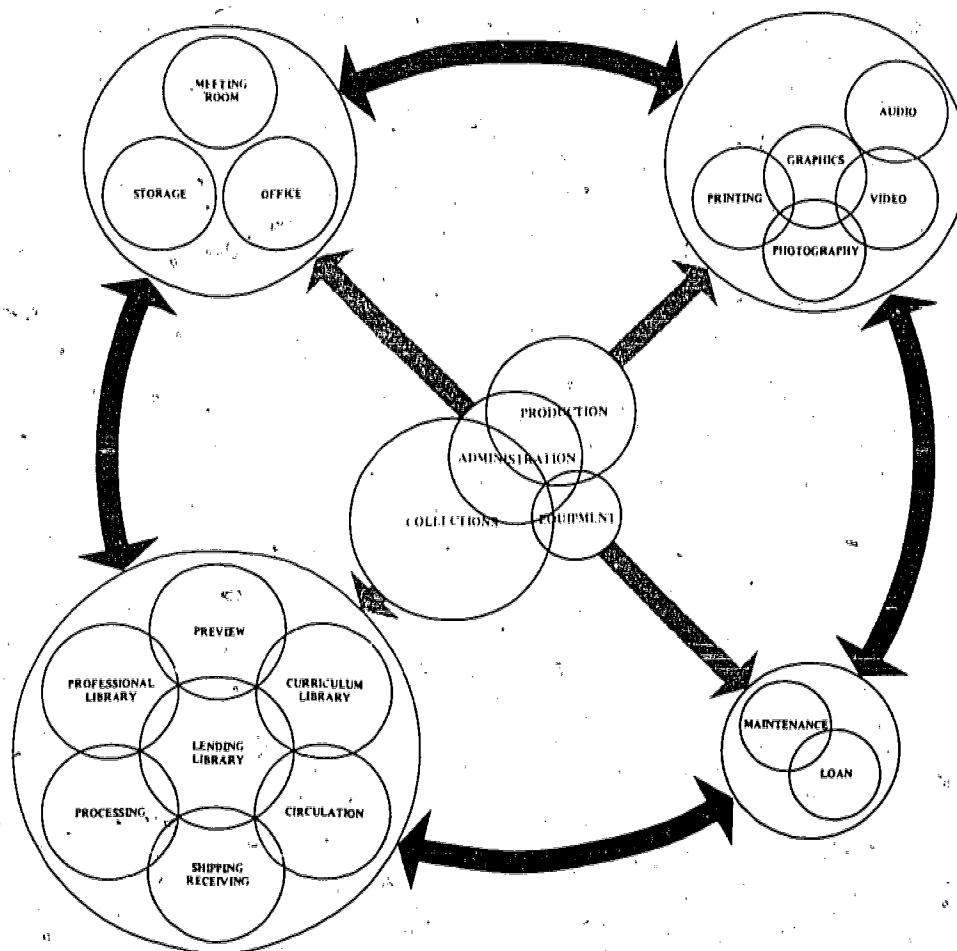 MEETING
ROOM
STORAGE
OFFICE
AUDIO
GRAPHICS
PRINTING
VIDEO
PHOTOGRAPHY
PRODUCTION
ADMINISTRATION
COLLECTIONS
EQUIPMENT
PREVIEW
PROFESSIONAL
LIBRARY
CURRICULUM
LIBRARY
LENDING
LIBRARY
PROCESSING
CIRCULATION
SHIPPING
RECEIVING
MAINTENANCE
LOAN